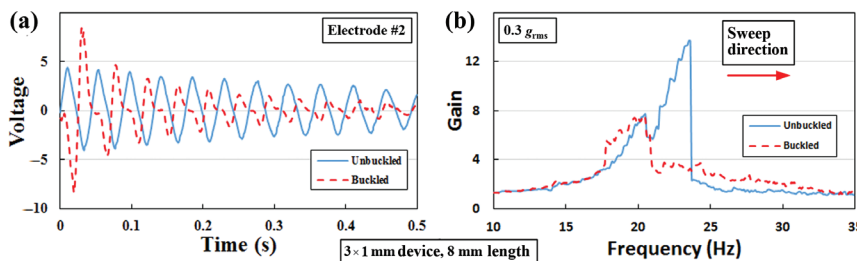 (a)
Electrode #2
Voltage
5
0
−5
−10
Unbuckled
Buckled
0
0.1
0.2
0.3
0.4
0.5
Time (s)
(b)
0.3 grms
Sweep
direction
Gain
12
8
4
0
Unbuckled
Buckled
10
15
20
25
30
35
Frequency (Hz)
3 × 1 mm device, 8 mm length